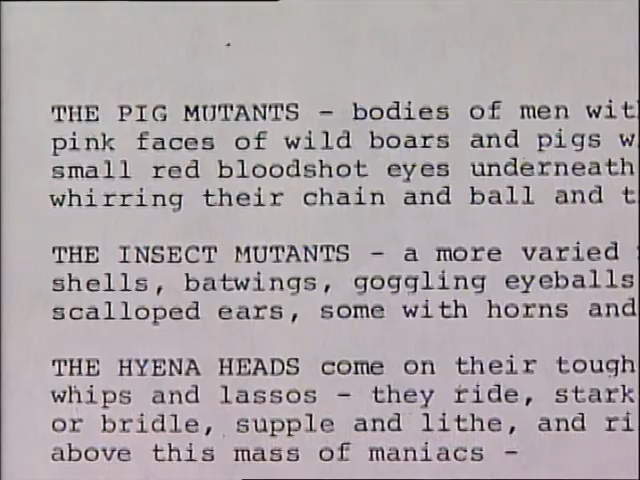 THE PIG MUTANTS - bodies of men wit
pink faces of wild boars and pigs w
small red bloodshot eyes underneath
whirring their chain and ball and t
THE INSECT MUTANTS - a more varied
shells, batwings, goggling eyeballs
scalloped ears, some with horns and
THE HYENA HEADS come on their tough
whips and lassos - they ride, stark
or bridle, supple and lithe, and ri
above this mass of maniacs -